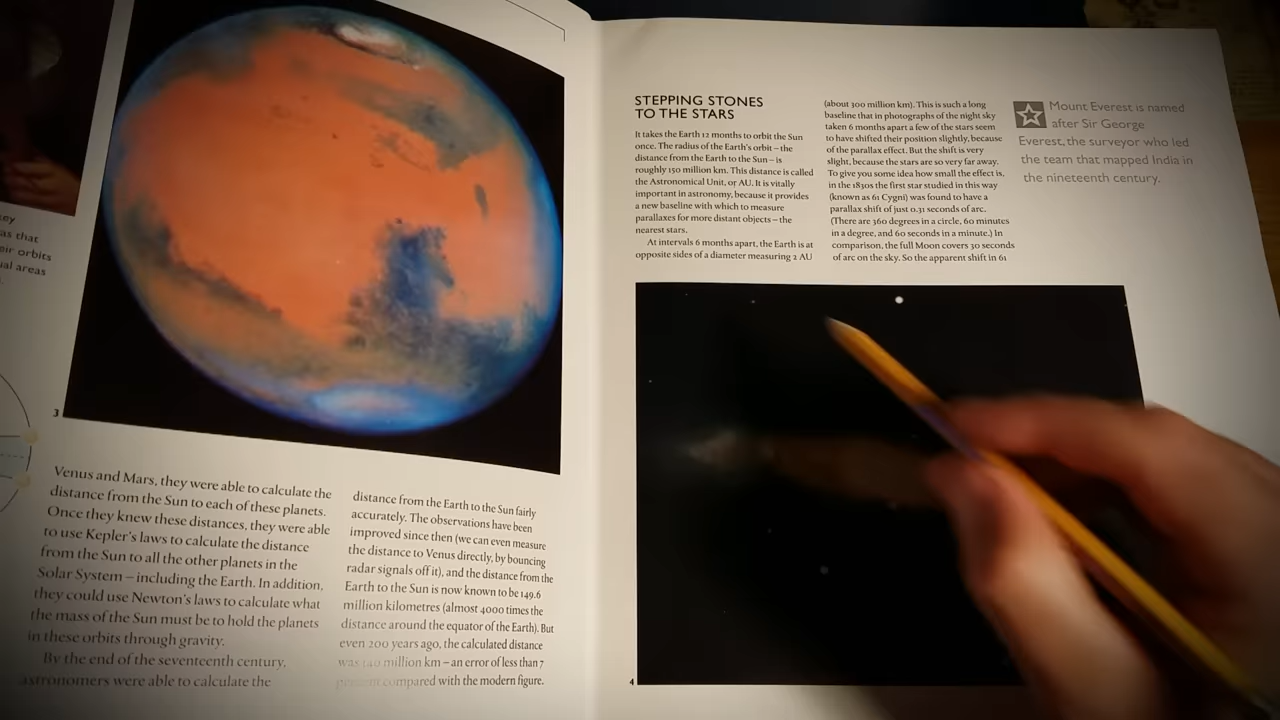 ey
as that
eir orbits
ual areas
3
Venus and Mars, they were able to calculate the
distance from the Sun to each of these planets.
Once they knew these distances, they were able
to use Kepler's laws to calculate the distance
from the Sun to all the other planets in the
Solar System – including the Earth. In addition,
they could use Newton's laws to calculate what
the mass of the Sun must be to hold the planets
in these orbits through gravity.
By the end of the seventeenth century,
astronomers were able to calculate the
distance from the Earth to the Sun fairly
accurately. The observations have been
improved since then (we can even measure
the distance to Venus directly, by bouncing
radar signals off it), and the distance from the
Earth to the Sun is now known to be 149.6
million kilometres (almost 4000 times the
distance around the equator of the Earth). But
even 200 years ago, the calculated distance
was 140 million km – an error of less than 7
percent compared with the modern figure.
STEPPING STONES
TO THE STARS
It takes the Earth 12 months to orbit the Sun
once. The radius of the Earth's orbit – the
distance from the Earth to the Sun – is
roughly 150 million km. This distance is called
the Astronomical Unit, or AU. It is vitally
important in astronomy, because it provides
a new baseline with which to measure
parallaxes for more distant objects – the
nearest stars.
At intervals 6 months apart, the Earth is at
opposite sides of a diameter measuring 2 AU
(about 300 million km). This is such a long
baseline that in photographs of the night sky
taken 6 months apart a few of the stars seem
to have shifted their position slightly, because
of the parallax effect. But the shift is very
slight, because the stars are so very far away.
To give you some idea how small the effect is,
in the 1830s the first star studied in this way
(known as 61 Cygni) was found to have a
parallax shift of just 0.31 seconds of arc.
(There are 360 degrees in a circle, 60 minutes
in a degree, and 60 seconds in a minute.) In
comparison, the full Moon covers 30 seconds
of arc on the sky. So the apparent shift in 61
Mount Everest is named
after Sir George
Everest, the surveyor who led
the team that mapped India in
the nineteenth century.
4